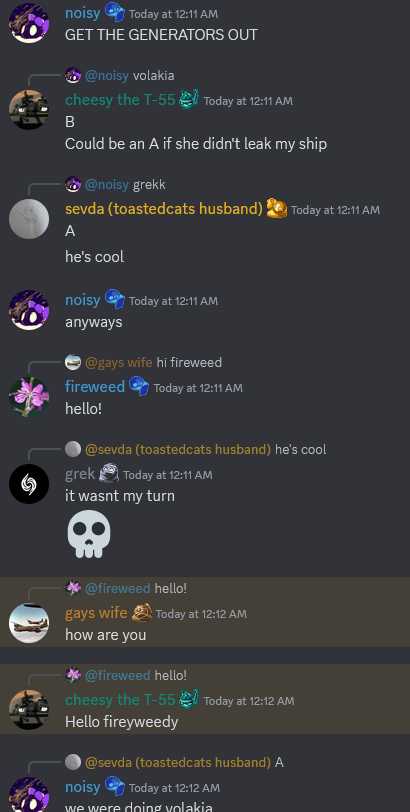 noisy Today at 12:11 AM
GET THE GENERATORS OUT
@noisy volakia
cheesy the T-55 Today at 12:11 AM
B
Could be an A if she didn't leak my ship
@noisy grekk
sevda (toastedcats husband) Today at 12:11 AM
A
he's cool
noisy Today at 12:11 AM
anyways
@gays wife hi fireweed
fireweed Today at 12:11 AM
hello!
@sevda (toastedcats husband) he's cool
grek Today at 12:11 AM
it wasnt my turn
@fireweed hello!
gays wife Today at 12:12 AM
how are you
@fireweed hello!
cheesy the T-55 Today at 12:12 AM
Hello fireyweedy
@sevda (toastedcats husband) A
noisy Today at 12:12 AM
we were doing volakia